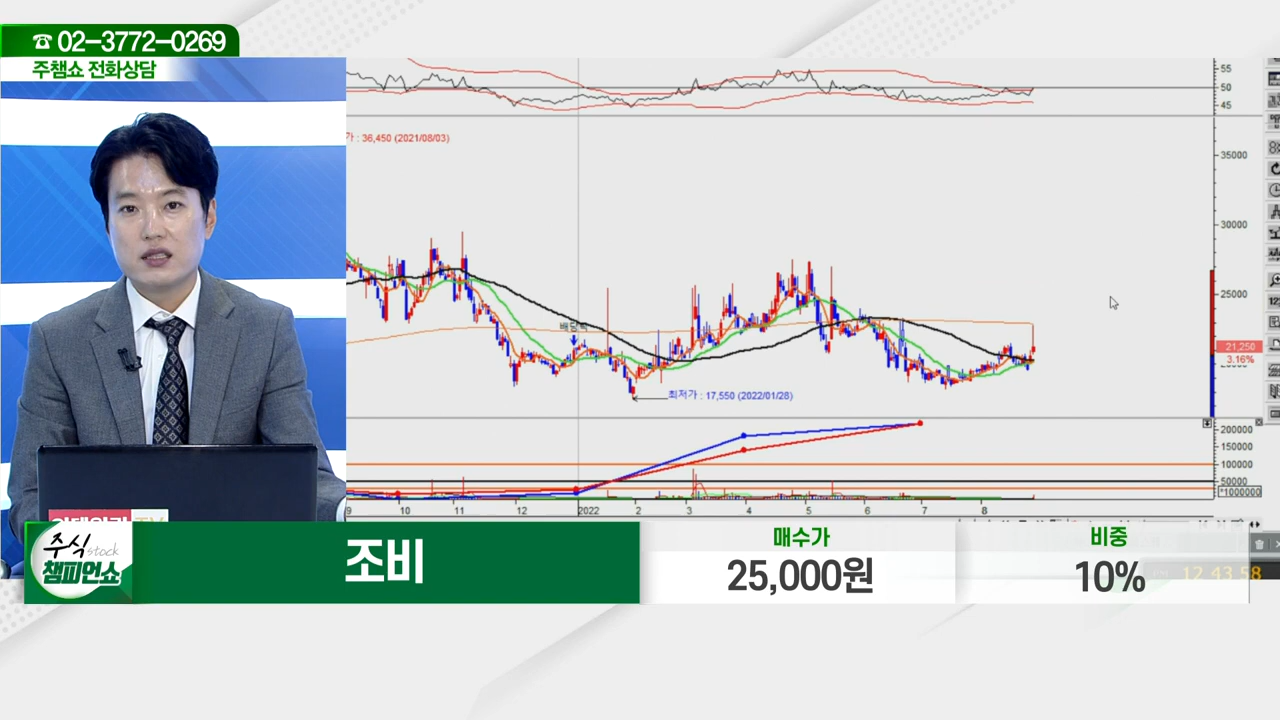 ☎ 02-3772-0269
주챔쇼 전화상담
55
50
45
가 : 36,450 (2021/08/03)
35000
30000
25000
21,250
3.16%
배당락
최저가 : 17,550 (2022/01/28)
200000
150000
100000
50000
*1000000
9 10 11 12 2022 2 3 4 5 6 7 8
주식 stock
챔피언쇼
조비
매수가
25,000원
비중
10%
12:43:58